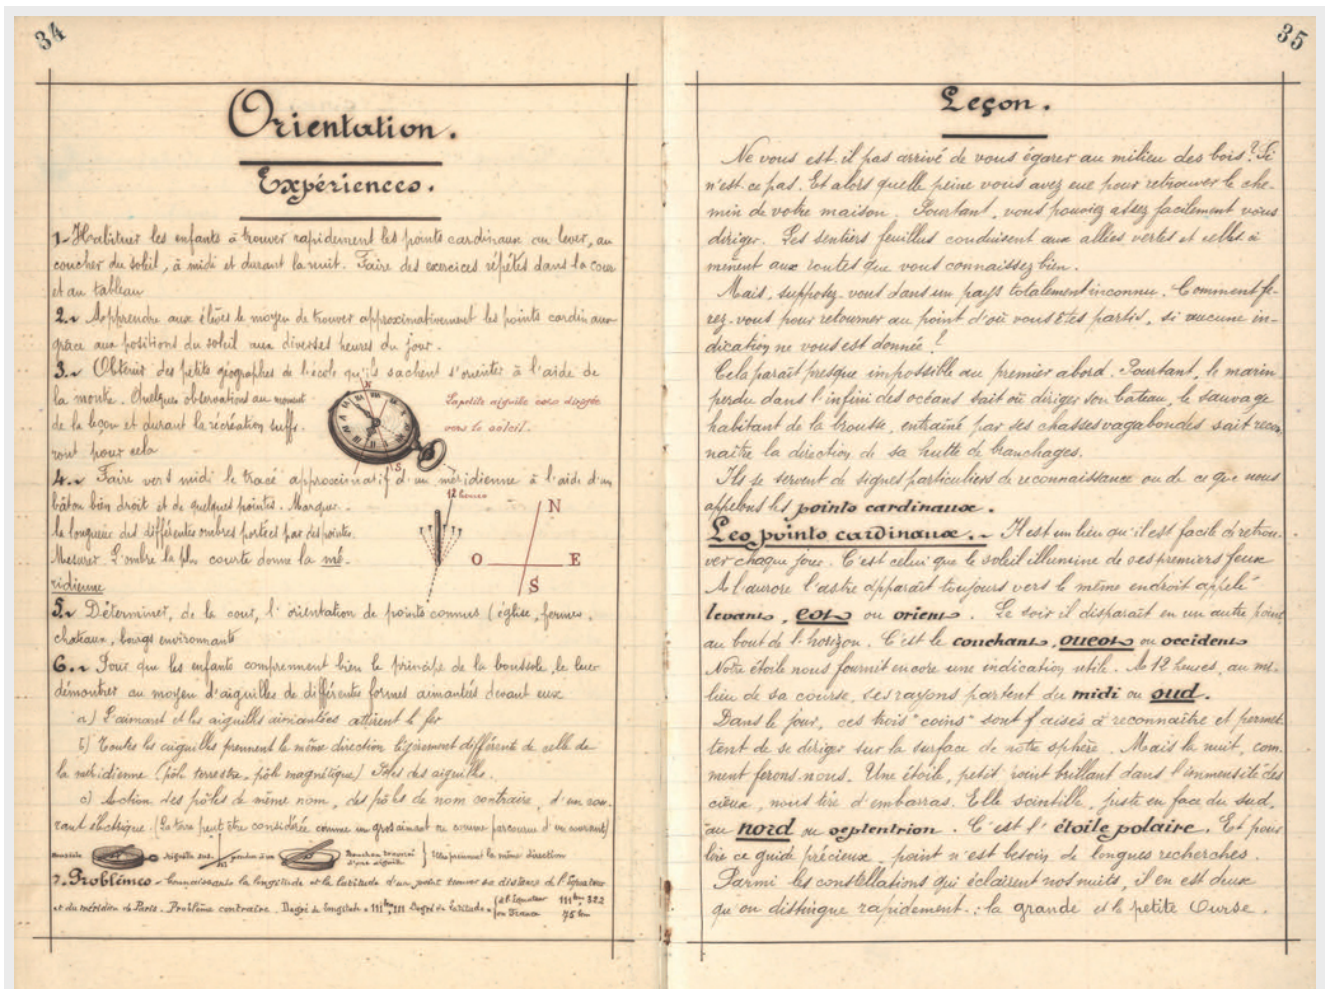 34
Orientation.
Expériences.
1- Habituer les enfants à trouver rapidement les points cardinaux au lever, au
coucher du soleil, à midi et durant la nuit. Faire des exercices répétés dans la cour
et au tableau
2.- Apprendre aux élèves le moyen de trouver approximativement les points cardinaux
grâce aux positions du soleil aux diverses heures du jour.
3.- Obtenir des petits géographes de l'école qu'ils sachent s'orienter à l'aide de
la montre. Quelques observations au moment
de la leçon et durant la récréation suffi-
ront pour cela
N
S
La petite aiguille sera dirigée
vers le soleil.
4.- Faire vers midi le tracé approximatif d'un méridienne à l'aide d'un
bâton bien droit et de quelques pointes. Marquer
la longueur des différentes ombres portées par des pointes.
Mesurer. L'ombre la plus courte donne la mé-
ridienne
12 heures
N
O E
S
5.- Déterminer, de la cour, l'orientation de points connus (église, fermes,
chateaux, bourgs environnants
6.- Pour que les enfants comprennent bien le principe de la boussole, le leur
démontrer au moyen d'aiguilles de différentes formes aimantées devant eux
a) L'aimant et les aiguilles aimantées attirent le fer
b) Toutes les aiguilles prennent la même direction légèrement différente de celle de
la méridienne (pôle terrestre, pôle magnétique) Pôles des aiguilles.
c) Action des pôles de même nom, des pôles de nom contraire, d'un cou-
rant électrique. (La terre peut être considérée comme un gros aimant ou comme parcourue d'un courant)
Boussole Aiguille Bouchon traversé d'une aiguille } Elles prennent la même direction
7. Problèmes - Connaissant la longitude et la latitude d'un point trouver sa distance de l'Équateur
et du méridien de Paris. Problème contraire. Degré de longitude = 111 km 111 Degré de latitude = à l'Équateur 111 km 322
en France 75 km
35
Leçon.
Ne vous est-il pas arrivé de vous égarer au milieu des bois? Si
n'est-ce pas. Et alors quelle peine vous avez eue pour retrouver le che-
min de votre maison. Pourtant, vous pouviez assez facilement vous
diriger. Les sentiers feuillus conduisent aux allées vertes et celles-ci
mènent aux routes que vous connaissez bien.
Mais, supposez-vous dans un pays totalement inconnu. Comment fe-
rez-vous pour retourner au point d'où vous êtes partis, si aucune in-
dication ne vous est donnée?
Cela paraît presque impossible au premier abord. Pourtant, le marin
perdu dans l'infini des océans sait où diriger son bateau, le sauvage
habitant de la brousse, entraîné par ses chasses vagabondes sait recon-
naître la direction de sa hutte de branchages.
Ils se servent de signes particuliers de reconnaissance ou de ce que nous
appelons les points cardinaux.
Les points cardinaux.- Il est un lieu qu'il est facile de retrou-
ver chaque jour. C'est celui que le soleil illumine de ses premiers feux
A l'aurore l'astre apparaît toujours vers le même endroit appelé
levant, est ou orient. Le soir il disparaît en un autre point
au bout de l'horizon. C'est le couchant, ouest ou occident
Notre étoile nous fournit encore une indication utile. A 12 heures, au mi-
lieu de sa course, ses rayons partent du midi ou sud.
Dans le jour, ces trois "coins" sont faisés à reconnaître et permet-
tent de se diriger sur la surface de notre sphère. Mais la nuit, com-
ment ferons-nous. Une étoile, petit point brillant dans l'immensité des
cieux, nous tire d'embarras. Elle scintille, juste en face du sud,
au nord ou septentrion. C'est l'étoile polaire. Et pour
lire ce guide précieux, point n'est besoin de longues recherches.
Parmi les constellations qui éclairent nos nuits, il en est deux
qu'on distingue rapidement : la grande et la petite Ourse.